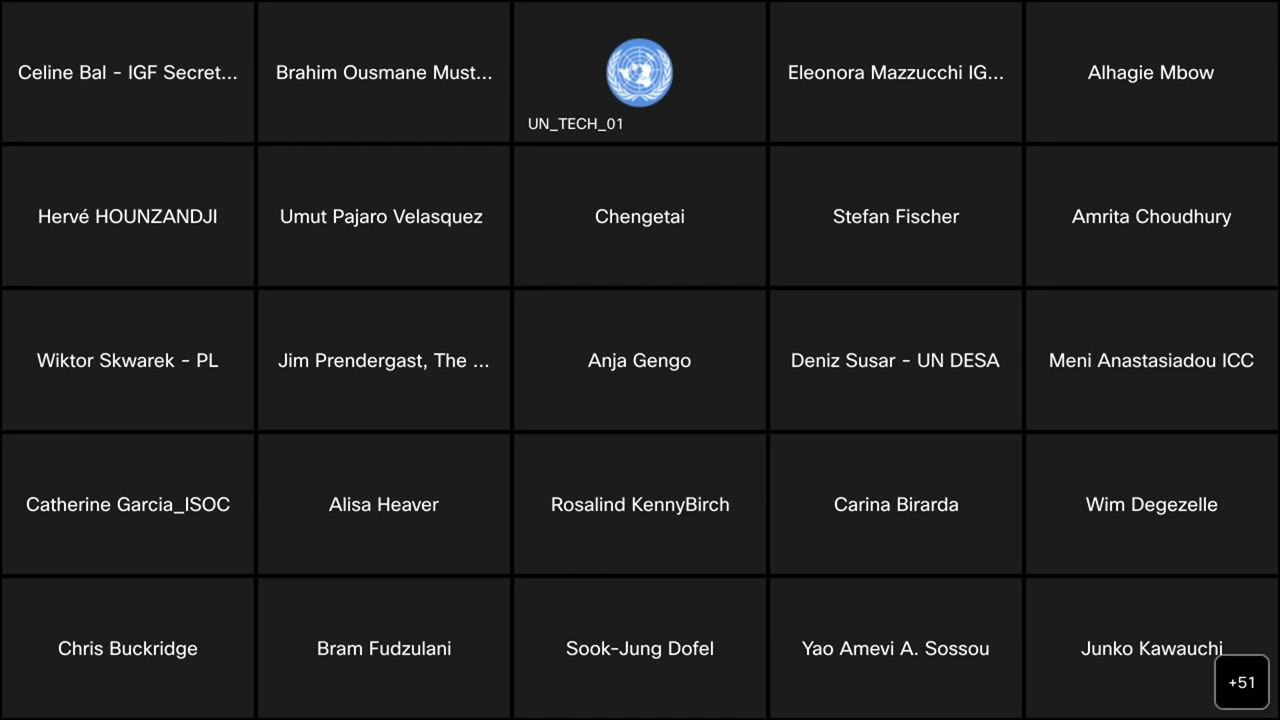 Celine Bal - IGF Secret...
Brahim Ousmane Must...
UN_TECH_01
Eleonora Mazzucchi IG...
Alhagie Mbow
Hervé HOUNZANDJI
Umut Pajaro Velasquez
Chengetai
Stefan Fischer
Amrita Choudhury
Wiktor Skwarek - PL
Jim Prendergast, The ...
Anja Gengo
Deniz Susar - UN DESA
Meni Anastasiadou ICC
Catherine Garcia_ISOC
Alisa Heaver
Rosalind KennyBirch
Carina Birarda
Wim Degezelle
Chris Buckridge
Bram Fudzulani
Sook-Jung Dofel
Yao Amevi A. Sossou
Junko Kawauchi
+51